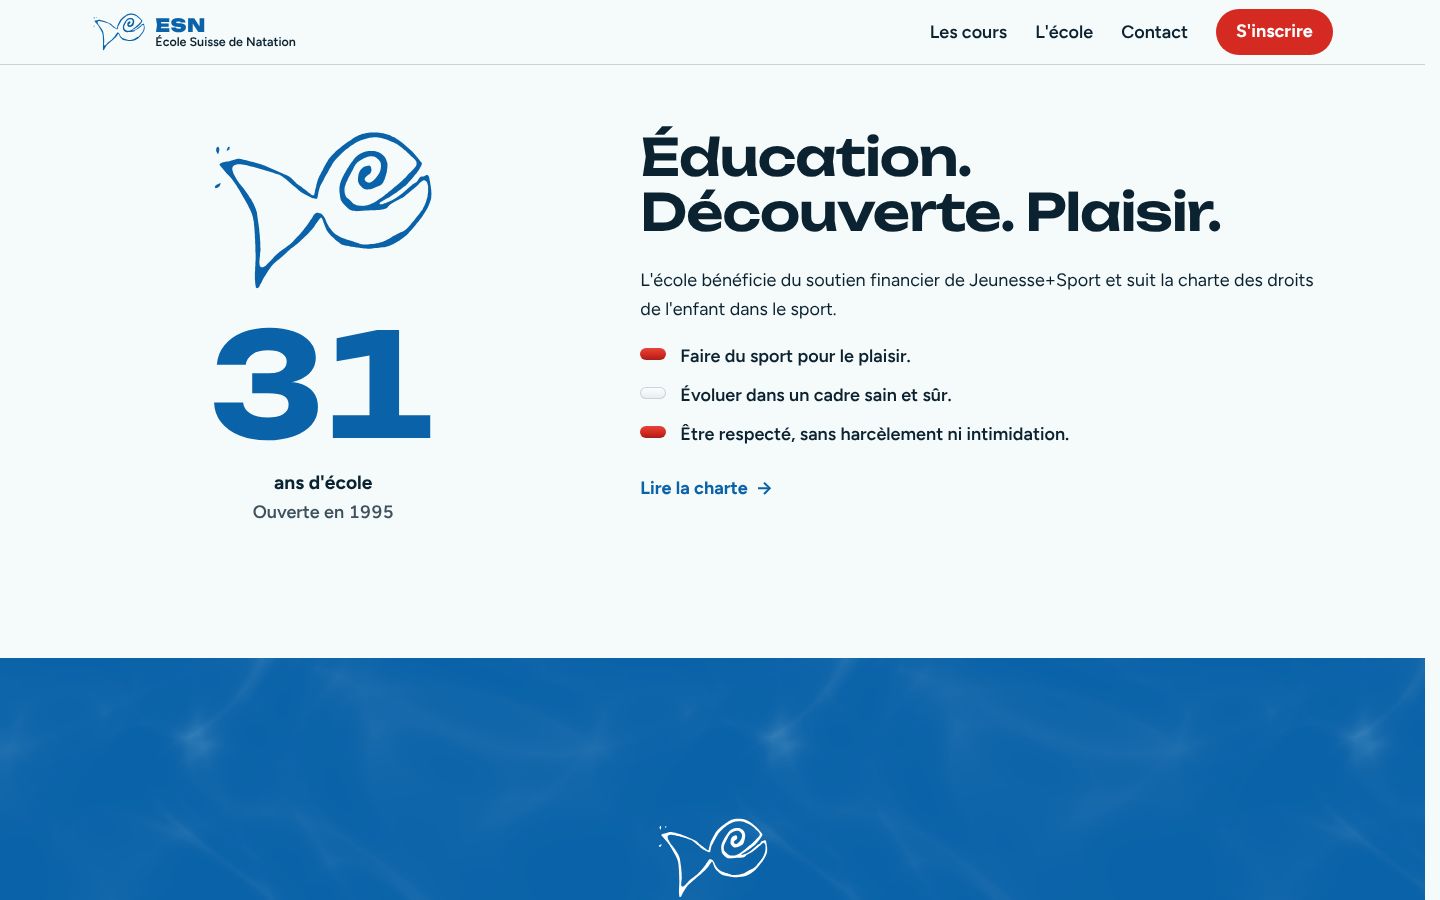 ESN
École Suisse de Natation
Les cours
L'école
Contact
S'inscrire
31
ans d'école
Ouverte en 1995
Éducation.
Découverte. Plaisir.
L'école bénéficie du soutien financier de Jeunesse+Sport et suit la charte des droits
de l'enfant dans le sport.
Faire du sport pour le plaisir.
Évoluer dans un cadre sain et sûr.
Être respecté, sans harcèlement ni intimidation.
Lire la charte →